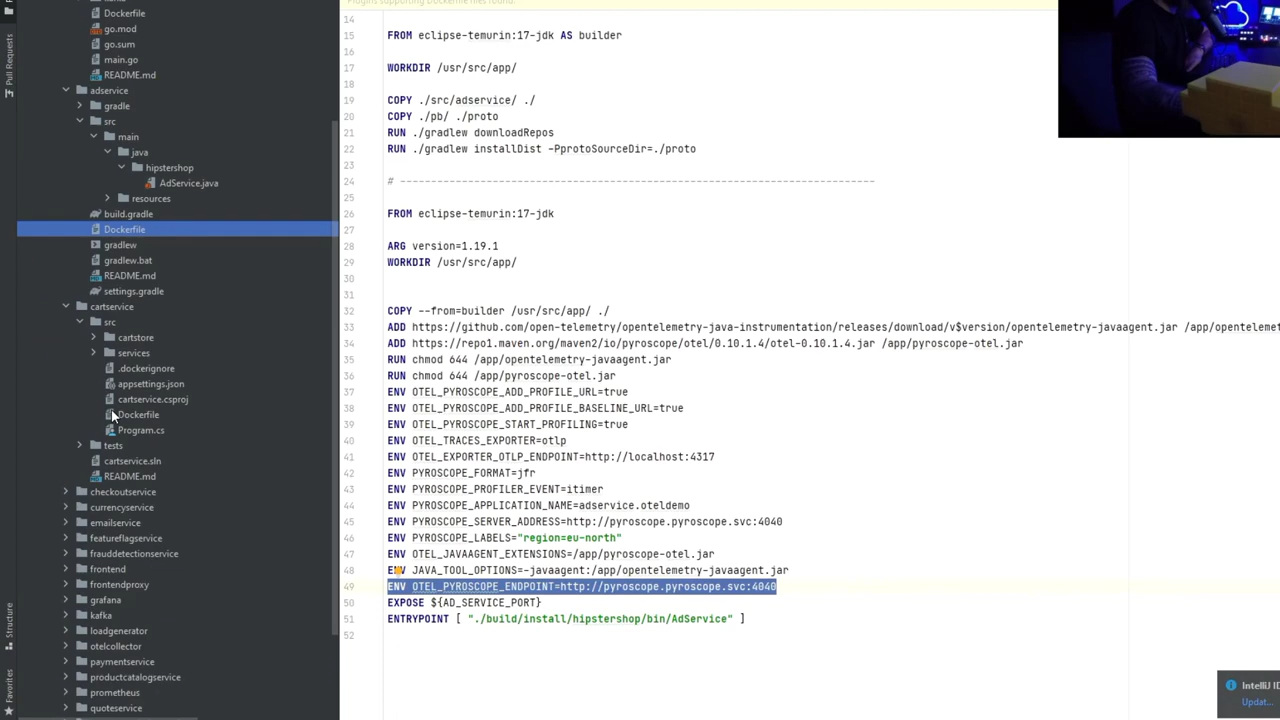 Plugins supporting Dockerfile files found.
Pull Requests
Structure
Favorites
Dockerfile
go.mod
go.sum
main.go
README.md
adservice
gradle
src
main
java
hipstershop
AdService.java
resources
build.gradle
Dockerfile
gradlew
gradlew.bat
README.md
settings.gradle
cartservice
src
cartstore
services
.dockerignore
appsettings.json
cartservice.csproj
Dockerfile
Program.cs
tests
cartservice.sln
README.md
checkoutservice
currencyservice
emailservice
featureflagservice
frauddetectionservice
frontend
frontendproxy
grafana
kafka
loadgenerator
otelcollector
paymentservice
productcatalogservice
prometheus
quoteservice
14
15 FROM eclipse-temurin:17-jdk AS builder
16
17 WORKDIR /usr/src/app/
18
19 COPY ./src/adservice/ ./
20 COPY ./pb/ ./proto
21 RUN ./gradlew downloadRepos
22 RUN ./gradlew installDist -PprotoSourceDir=./proto
23
24 # -----------------------------------------------------------------------------
25
26 FROM eclipse-temurin:17-jdk
27
28 ARG version=1.19.1
29 WORKDIR /usr/src/app/
30
31
32 COPY --from=builder /usr/src/app/ ./
33 ADD https://github.com/open-telemetry/opentelemetry-java-instrumentation/releases/download/v$version/opentelemetry-javaagent.jar /app/opentelemet
34 ADD https://repo1.maven.org/maven2/io/pyroscope/otel/0.10.1.4/otel-0.10.1.4.jar /app/pyroscope-otel.jar
35 RUN chmod 644 /app/opentelemetry-javaagent.jar
36 RUN chmod 644 /app/pyroscope-otel.jar
37 ENV OTEL_PYROSCOPE_ADD_PROFILE_URL=true
38 ENV OTEL_PYROSCOPE_ADD_PROFILE_BASELINE_URL=true
39 ENV OTEL_PYROSCOPE_START_PROFILING=true
40 ENV OTEL_TRACES_EXPORTER=otlp
41 ENV OTEL_EXPORTER_OTLP_ENDPOINT=http://localhost:4317
42 ENV PYROSCOPE_FORMAT=jfr
43 ENV PYROSCOPE_PROFILER_EVENT=itimer
44 ENV PYROSCOPE_APPLICATION_NAME=adservice.oteldemo
45 ENV PYROSCOPE_SERVER_ADDRESS=http://pyroscope.pyroscope.svc:4040
46 ENV PYROSCOPE_LABELS="region=eu-north"
47 ENV OTEL_JAVAAGENT_EXTENSIONS=/app/pyroscope-otel.jar
48 ENV JAVA_TOOL_OPTIONS=-javaagent:/app/opentelemetry-javaagent.jar
49 ENV OTEL_PYROSCOPE_ENDPOINT=http://pyroscope.pyroscope.svc:4040
50 EXPOSE ${AD_SERVICE_PORT}
51 ENTRYPOINT [ "./build/install/hipstershop/bin/AdService" ]
52
IntelliJ ID
Updat...